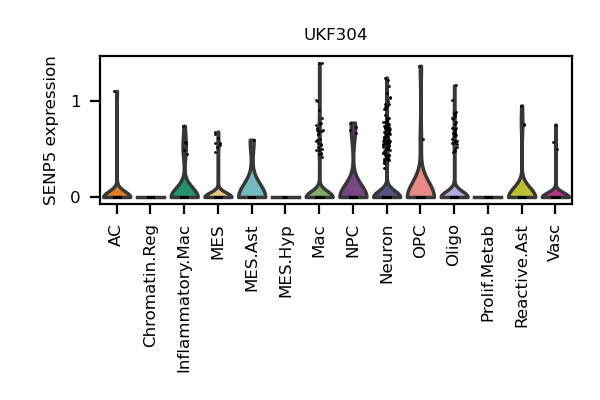 UKF304
SENP5 expression
1
0
AC
Chromatin.Reg
Inflammatory.Mac
MES
MES.Ast
MES.Hyp
Mac
NPC
Neuron
OPC
Oligo
Prolif.Metab
Reactive.Ast
Vasc